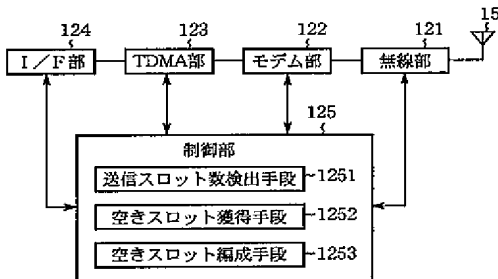 124 123 122 121 15
I/F部 TDMA部 モデム部 無線部
125
制御部
送信スロット数検出手段 1251
空きスロット獲得手段 1252
空きスロット編成手段 1253